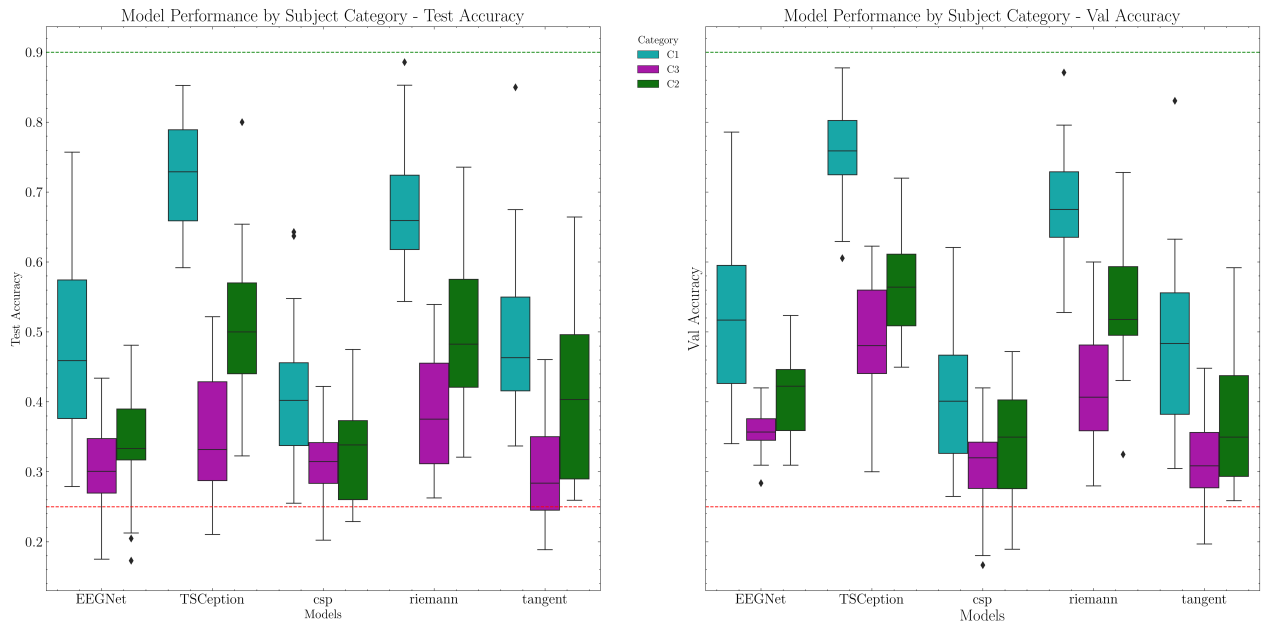 Model Performance by Subject Category - Test Accuracy
Test Accuracy
0.9
0.8
0.7
0.6
0.5
0.4
0.3
0.2
EEGNet
TSCeption
csp
riemann
tangent
Models
Category
C1
C3
C2
Model Performance by Subject Category - Val Accuracy
Val Accuracy
EEGNet
TSCeption
csp
riemann
tangent
Models